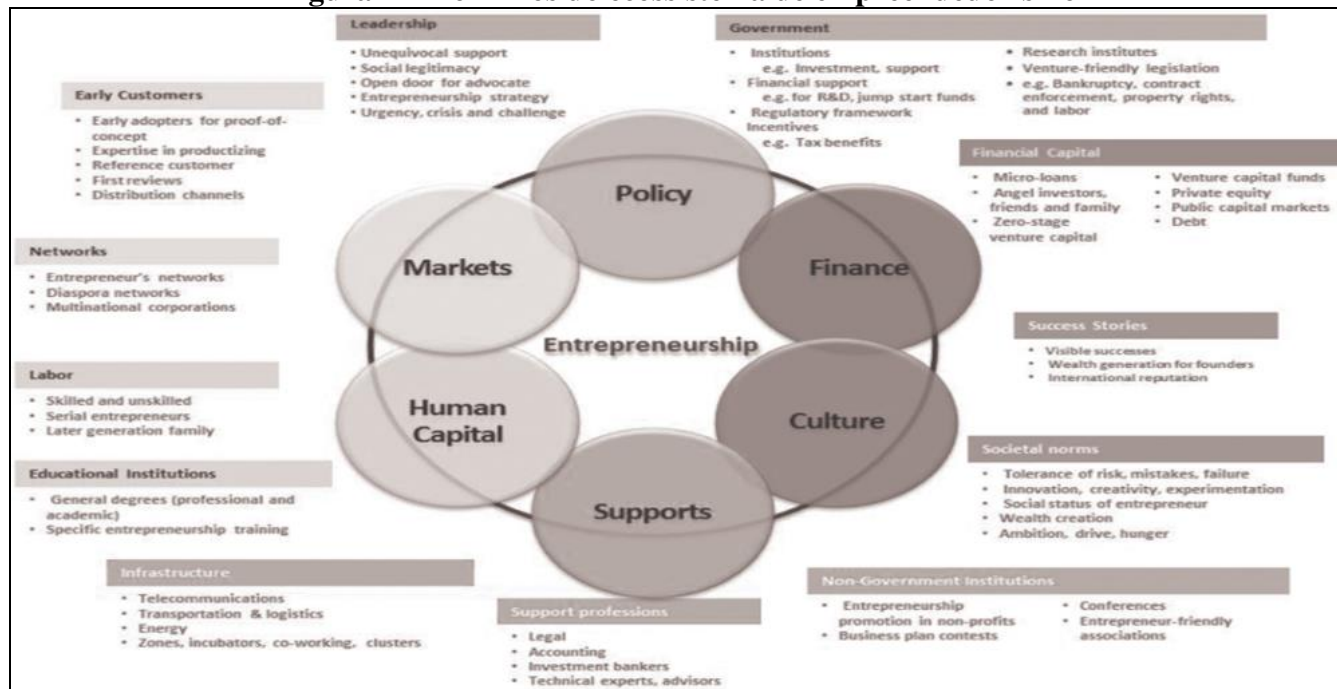 Leadership
• Unequivocal support
• Social legitimacy
• Open door for advocate
• Entrepreneurship strategy
• Urgency, crisis and challenge
Government
• Institutions
e.g. Investment, support
• Financial support
e.g. for R&D, jump start funds
• Regulatory framework
Incentives
e.g. Tax benefits
• Research institutes
• Venture-friendly legislation
• e.g. Bankruptcy, contract
enforcement, property rights,
and labor
Early Customers
• Early adopters for proof-of-
concept
• Expertise in productizing
• Reference customer
• First reviews
• Distribution channels
Financial Capital
• Micro-loans
• Angel investors,
friends and family
• Zero-stage
venture capital
• Venture capital funds
• Private equity
• Public capital markets
• Debt
Networks
• Entrepreneur's networks
• Diaspora networks
• Multinational corporations
Policy
Markets
Finance
Entrepreneurship
Human
Capital
Culture
Supports
Success Stories
• Visible successes
• Wealth generation for founders
• International reputation
Labor
• Skilled and unskilled
• Serial entrepreneurs
• Later generation family
Societal norms
• Tolerance of risk, mistakes, failure
• Innovation, creativity, experimentation
• Social status of entrepreneur
• Wealth creation
• Ambition, drive, hunger
Educational Institutions
• General degrees (professional and
academic)
• Specific entrepreneurship training
Infrastructure
• Telecommunications
• Transportation & logistics
• Energy
• Zones, incubators, co-working, clusters
Support professions
• Legal
• Accounting
• Investment bankers
• Technical experts, advisors
Non-Government Institutions
• Entrepreneurship
promotion in non-profits
• Business plan contests
• Conferences
• Entrepreneur-friendly
associations